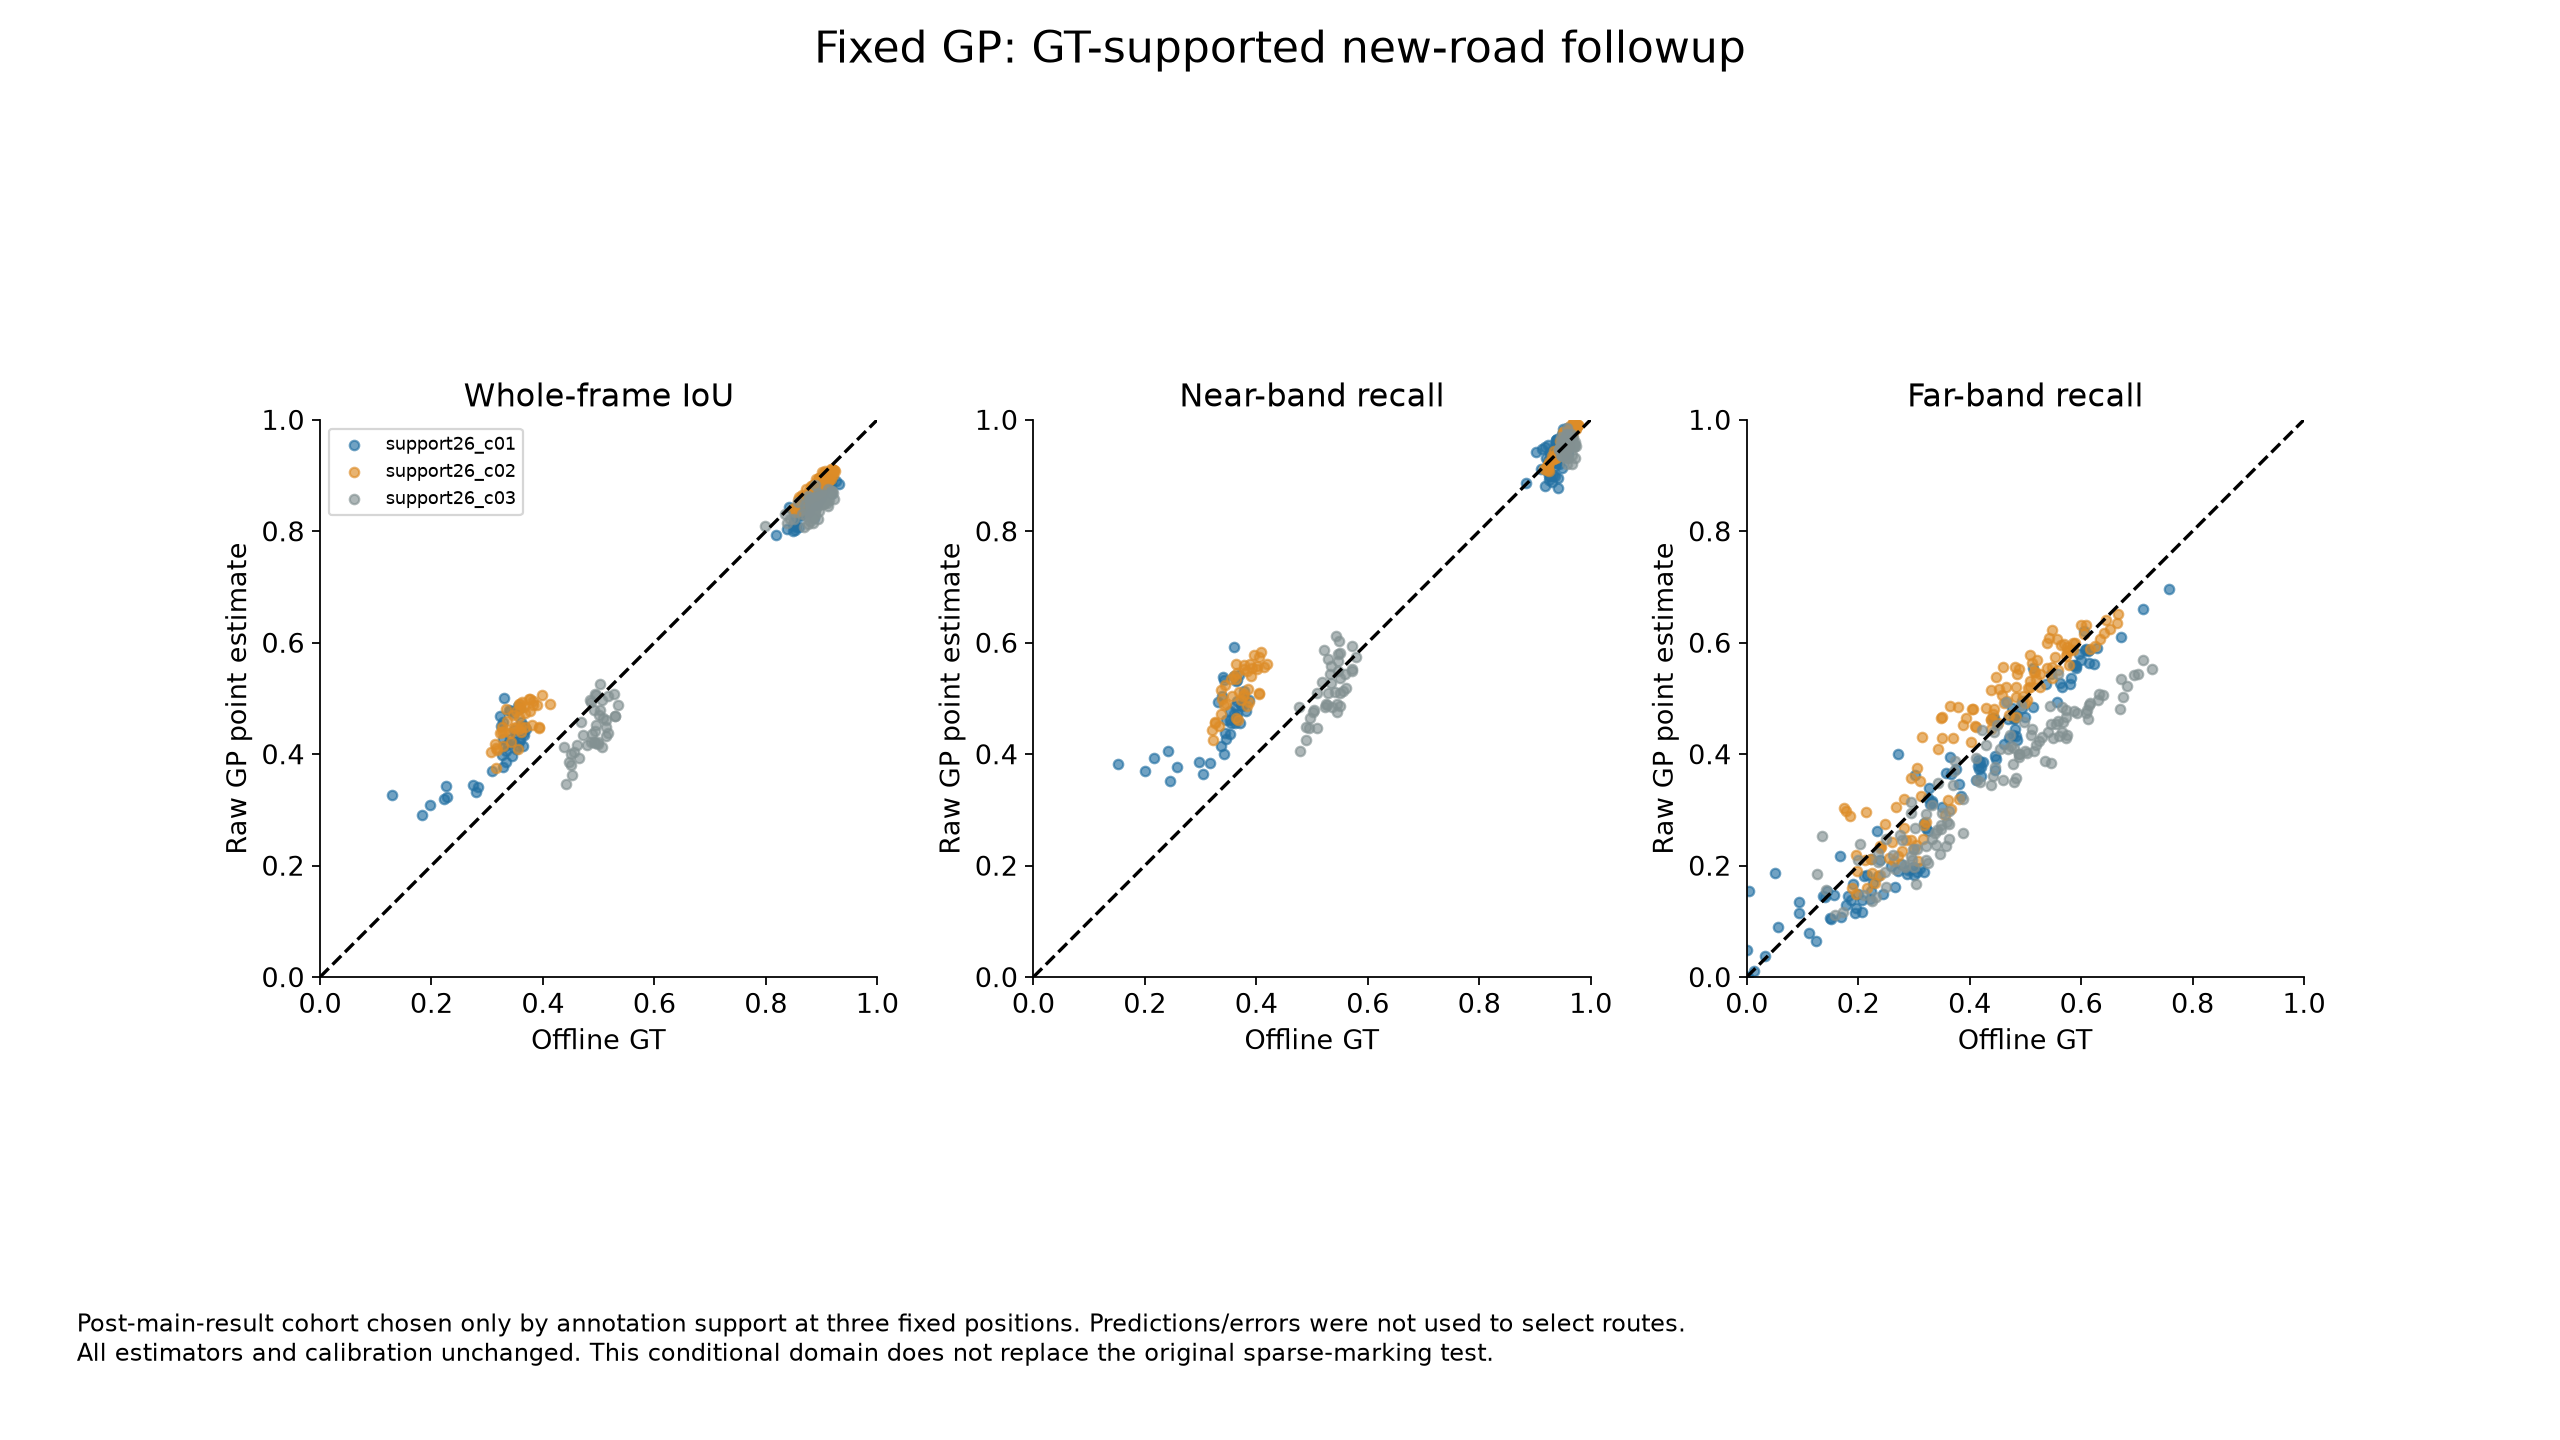 Fixed GP: GT-supported new-road followup
Whole-frame IoU
Near-band recall
Far-band recall
support26_c01
support26_c02
support26_c03
Raw GP point estimate
1.0
0.8
0.6
0.4
0.2
0.0
0.0 0.2 0.4 0.6 0.8 1.0
Offline GT
Raw GP point estimate
1.0
0.8
0.6
0.4
0.2
0.0
0.0 0.2 0.4 0.6 0.8 1.0
Offline GT
Raw GP point estimate
1.0
0.8
0.6
0.4
0.2
0.0
0.0 0.2 0.4 0.6 0.8 1.0
Offline GT
Post-main-result cohort chosen only by annotation support at three fixed positions. Predictions/errors were not used to select routes.
All estimators and calibration unchanged. This conditional domain does not replace the original sparse-marking test.